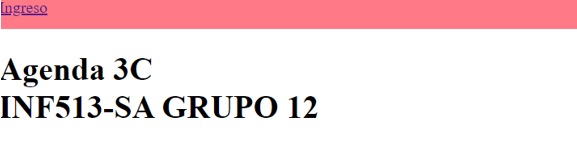 Ingreso
Agenda 3C
INF513-SA GRUPO 12